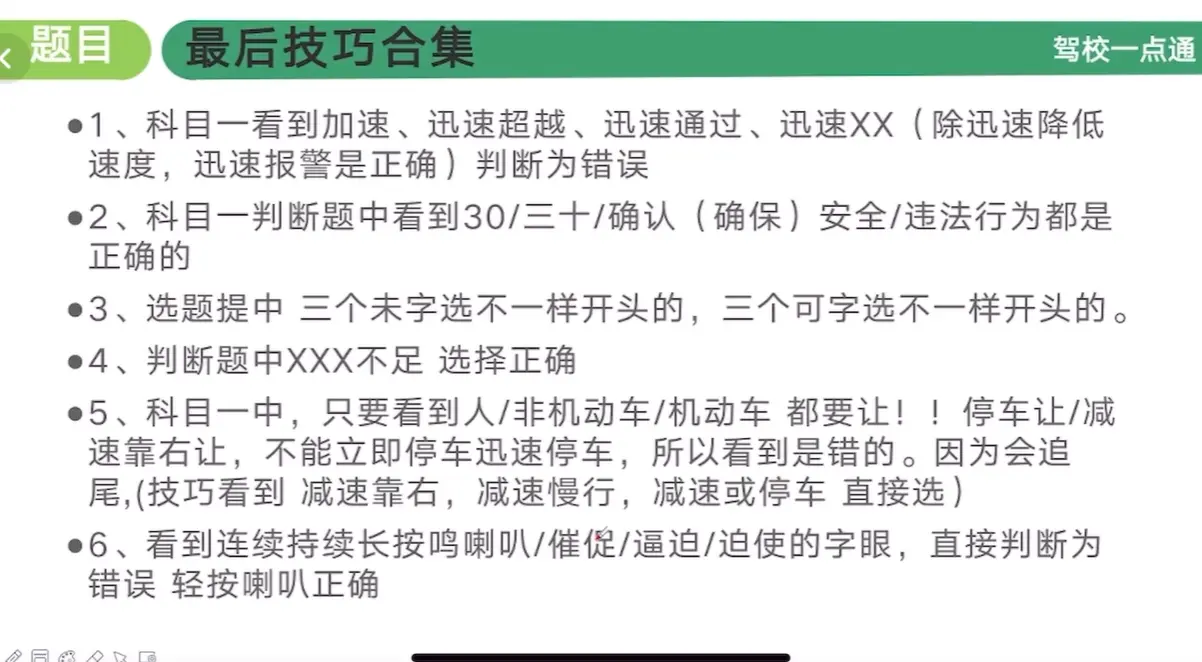 题目
最后技巧合集
驾校一点通
●1、科目一看到加速、迅速超越、迅速通过、迅速XX（除迅速降低
速度，迅速报警是正确）判断为错误
●2、科目一判断题中看到30/三十/确认（确保）安全/违法行为都是
正确的
●3、选题提中 三个未字选不一样开头的，三个可字选不一样开头的。
●4、判断题中XXX不足 选择正确
●5、科目一中，只要看到人/非机动车/机动车 都要让！！停车让/减
速靠右让，不能立即停车迅速停车，所以看到是错的。因为会追
尾,(技巧看到 减速靠右，减速慢行，减速或停车 直接选）
●6、看到连续持续长按鸣喇叭/催促/逼迫/迫使的字眼，直接判断为
错误 轻按喇叭正确